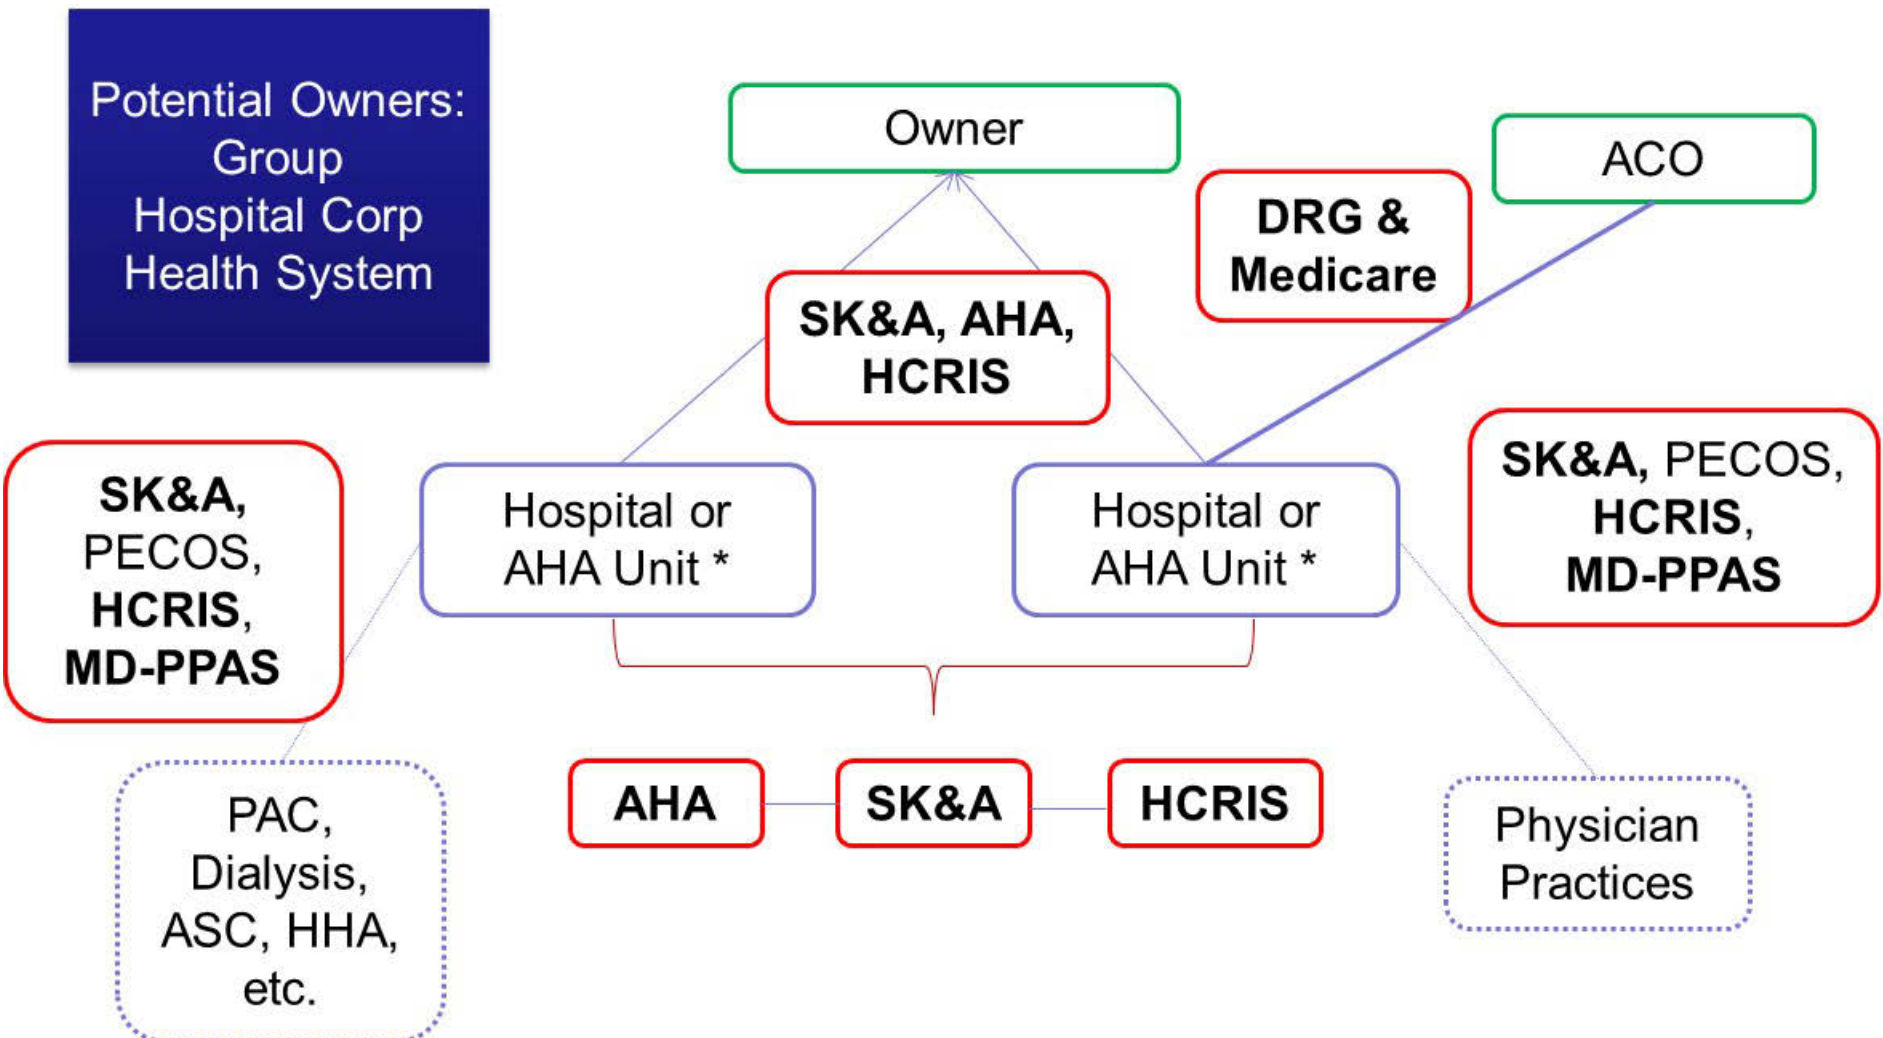 Potential Owners:
Group
Hospital Corp
Health System
Owner
ACO
DRG &
Medicare
SK&A, AHA,
HCRIS
SK&A,
PECOS,
HCRIS,
MD-PPAS
Hospital or
AHA Unit *
Hospital or
AHA Unit *
SK&A, PECOS,
HCRIS,
MD-PPAS
AHA
SK&A
HCRIS
PAC,
Dialysis,
ASC, HHA,
etc.
Physician
Practices